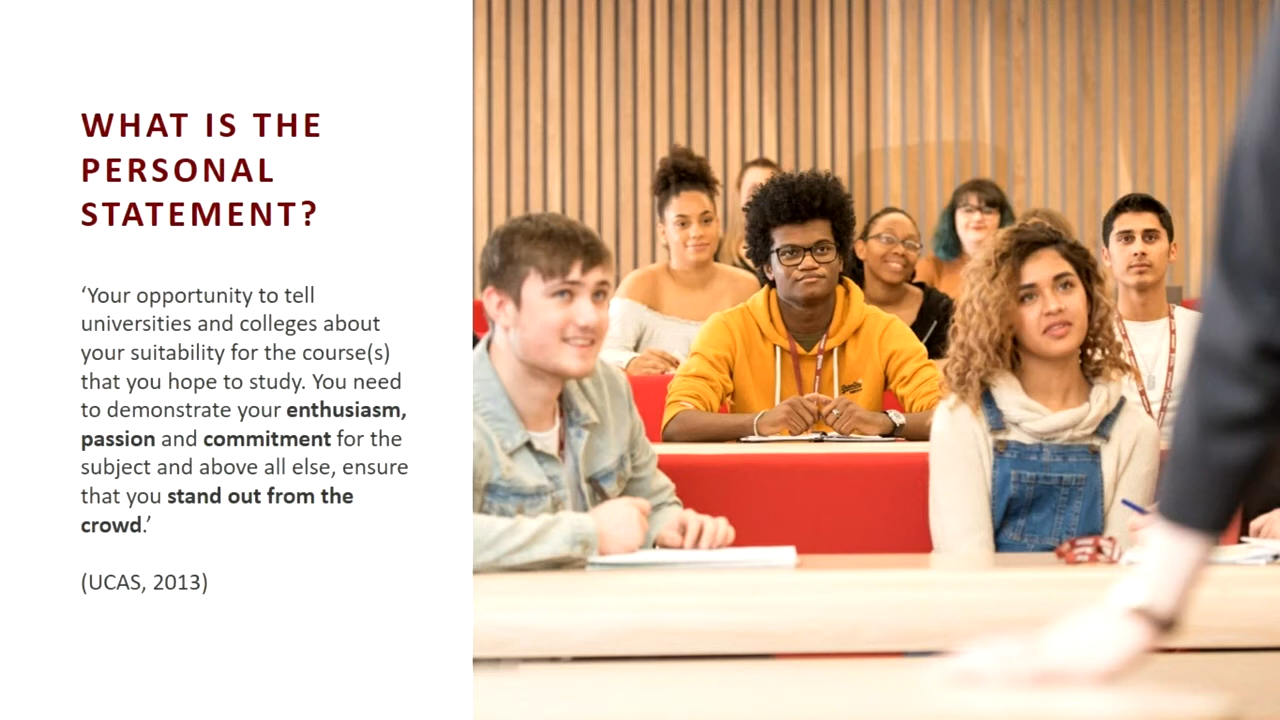 WHAT IS THE
PERSONAL
STATEMENT?
‘Your opportunity to tell
universities and colleges about
your suitability for the course(s)
that you hope to study. You need
to demonstrate your enthusiasm,
passion and commitment for the
subject and above all else, ensure
that you stand out from the
crowd.’
(UCAS, 2013)